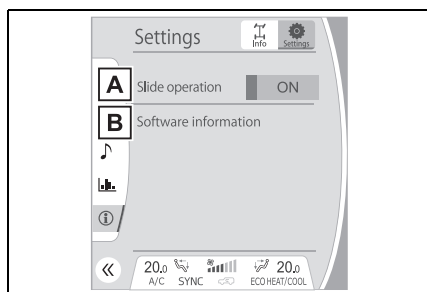 Settings
Info
Settings
A
Slide operation
ON
B
Software information
20.0
20.0
A/C
SYNC
ECO HEAT/COOL